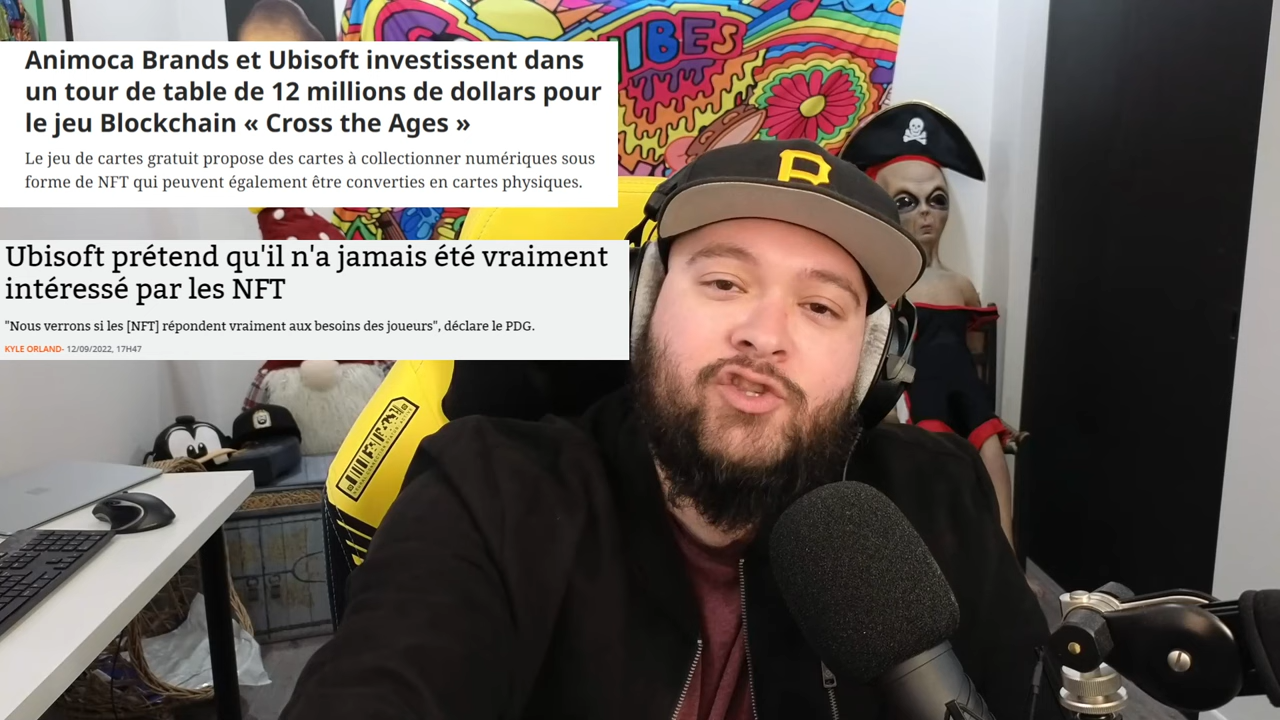 Animoca Brands et Ubisoft investissent dans
un tour de table de 12 millions de dollars pour
le jeu Blockchain « Cross the Ages »
Le jeu de cartes gratuit propose des cartes à collectionner numériques sous
forme de NFT qui peuvent également être converties en cartes physiques.
Ubisoft prétend qu'il n'a jamais été vraiment
intéressé par les NFT
"Nous verrons si les [NFT] répondent vraiment aux besoins des joueurs", déclare le PDG.
KYLE ORLAND- 12/09/2022, 17H47
IBES
P